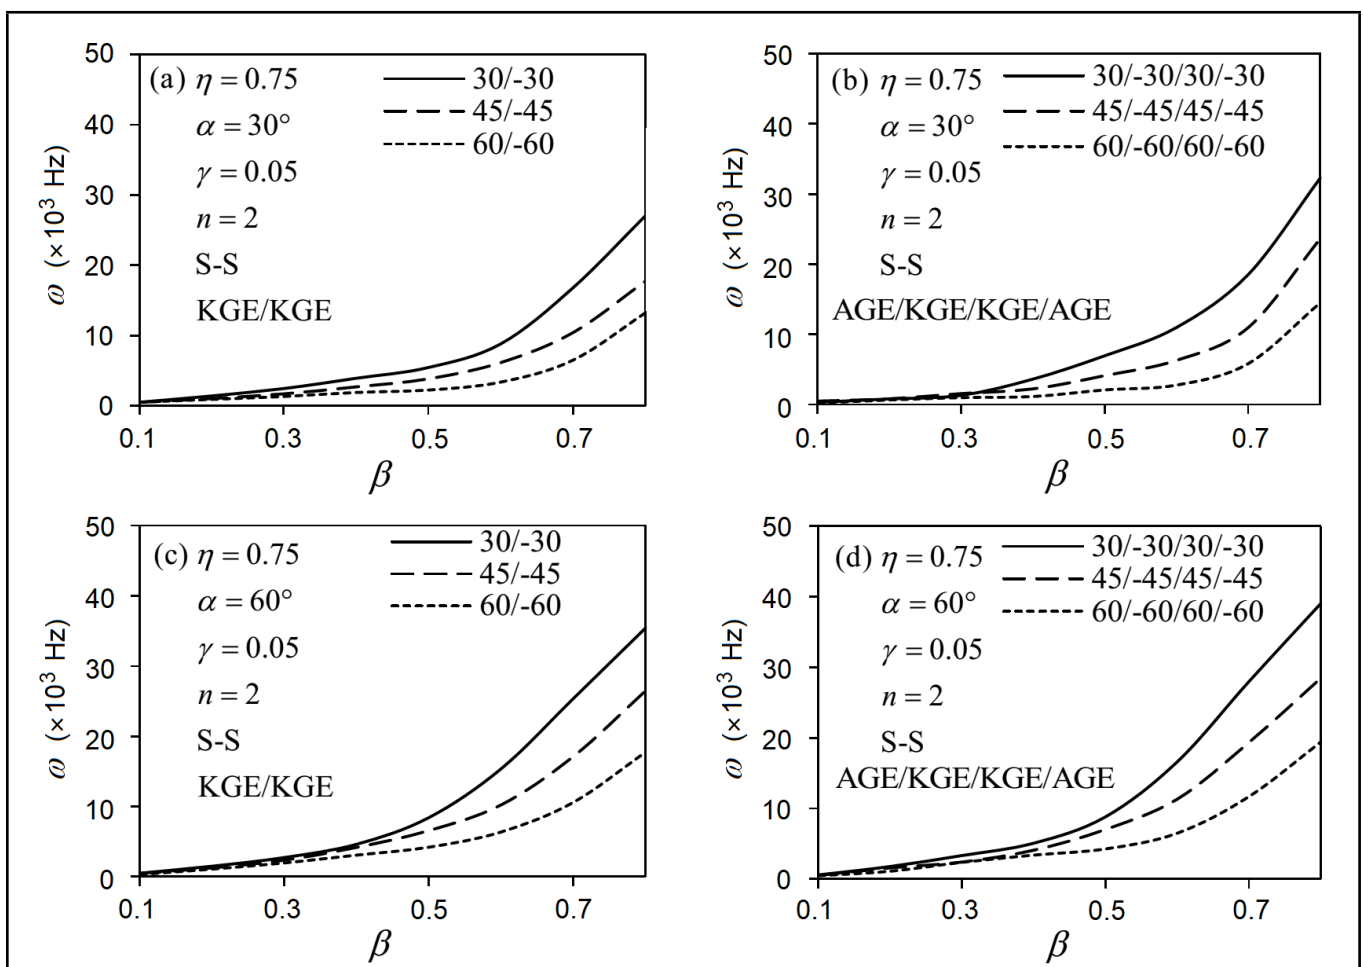 (a) η = 0.75
α = 30°
γ = 0.05
n = 2
S-S
KGE/KGE
30/-30
45/-45
60/-60
50
40
30
20
10
0
ω (×10³ Hz)
0.1 0.3 0.5 0.7
β
(b) η = 0.75
α = 30°
γ = 0.05
n = 2
S-S
AGE/KGE/KGE/AGE
30/-30/30/-30
45/-45/45/-45
60/-60/60/-60
50
40
30
20
10
0
ω (×10³ Hz)
0.1 0.3 0.5 0.7
β
(c) η = 0.75
α = 60°
γ = 0.05
n = 2
S-S
KGE/KGE
30/-30
45/-45
60/-60
50
40
30
20
10
0
ω (×10³ Hz)
0.1 0.3 0.5 0.7
β
(d) η = 0.75
α = 60°
γ = 0.05
n = 2
S-S
AGE/KGE/KGE/AGE
30/-30/30/-30
45/-45/45/-45
60/-60/60/-60
50
40
30
20
10
0
ω (×10³ Hz)
0.1 0.3 0.5 0.7
β